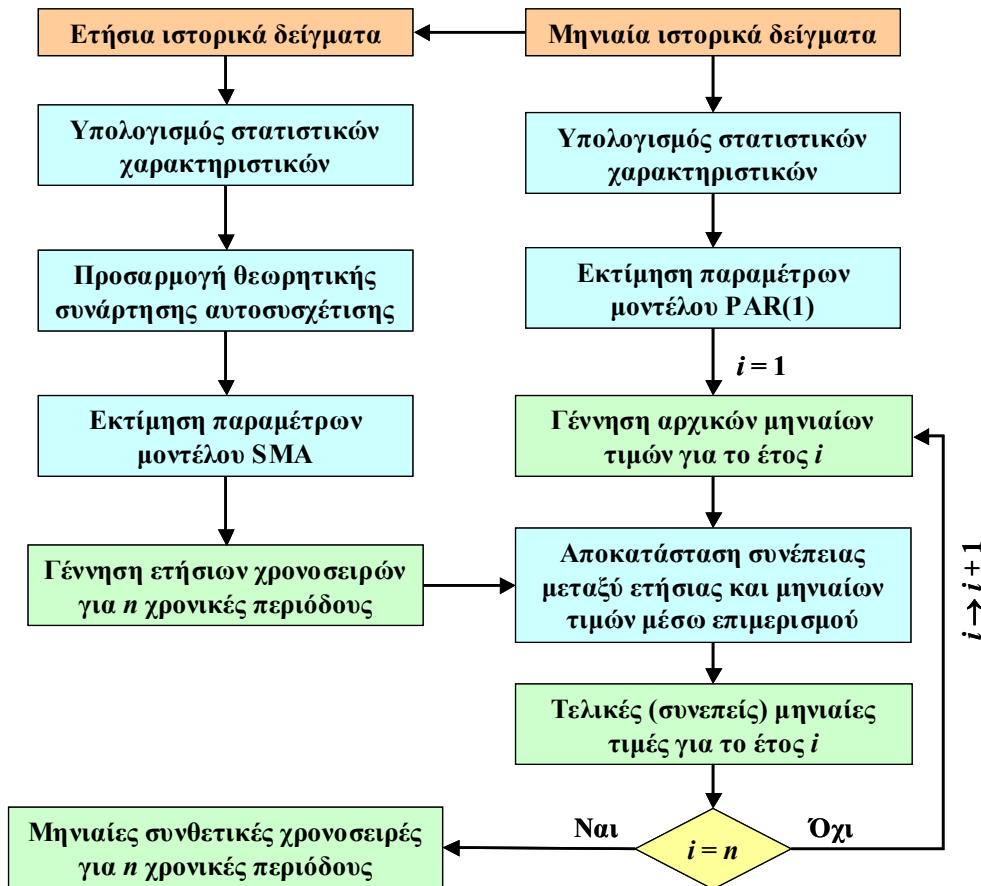 Ετήσια ιστορικά δείγματα
Μηνιαία ιστορικά δείγματα
Υπολογισμός στατιστικών
χαρακτηριστικών
Υπολογισμός στατιστικών
χαρακτηριστικών
Προσαρμογή θεωρητικής
συνάρτησης αυτοσυσχέτισης
Εκτίμηση παραμέτρων
μοντέλου PAR(1)
i = 1
Εκτίμηση παραμέτρων
μοντέλου SMA
Γέννηση αρχικών μηνιαίων
τιμών για το έτος i
Γέννηση ετήσιων χρονοσειρών
για n χρονικές περιόδους
Αποκατάσταση συνέπειας
μεταξύ ετήσιας και μηνιαίων
τιμών μέσω επιμερισμού
i → i + 1
Τελικές (συνεπείς) μηνιαίες
τιμές για το έτος i
Μηνιαίες συνθετικές χρονοσειρές
για n χρονικές περιόδους
Ναι
i = n
Όχι